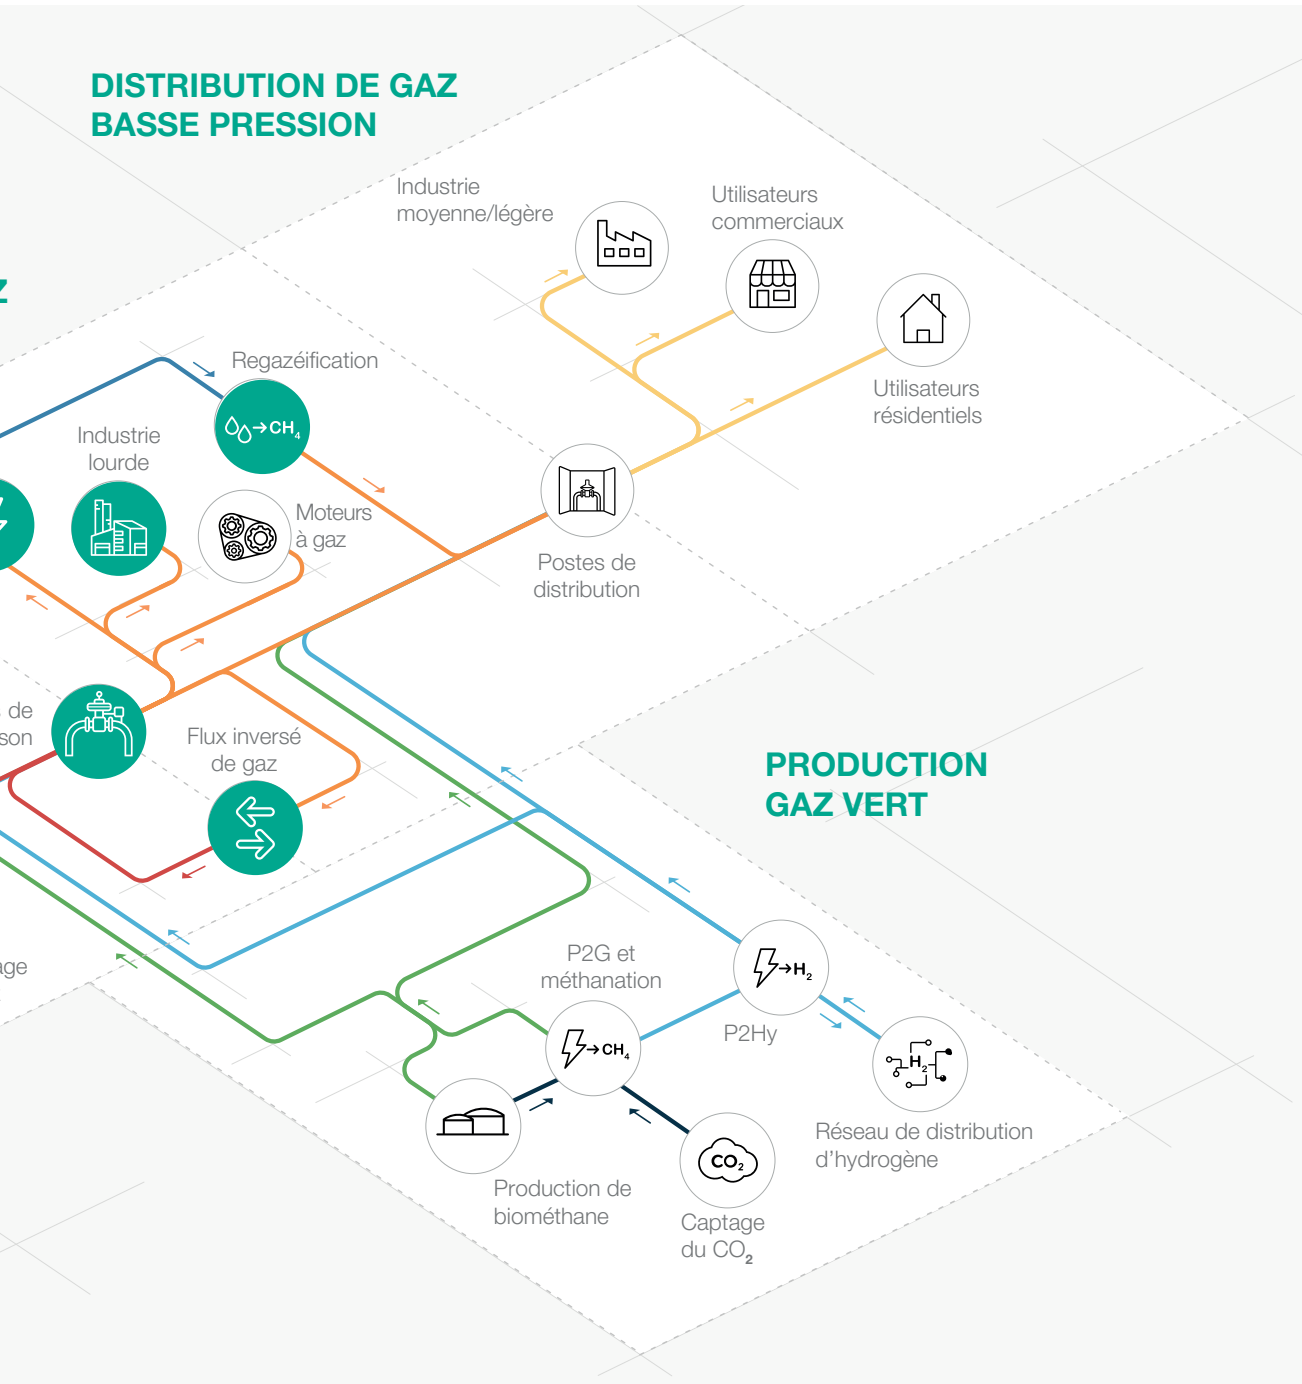 DISTRIBUTION DE GAZ
BASSE PRESSION
Industrie
moyenne/légère
Utilisateurs
commerciaux
Z
Regazéification
→CH₄
Utilisateurs
résidentiels
Industrie
lourde
Moteurs
à gaz
Postes de
distribution
de
son
Flux inversé
de gaz
PRODUCTION
GAZ VERT
age
P2G et
méthanation
→H₂
P2Hy
→CH₄
H₂
Réseau de distribution
d’hydrogène
CO₂
Production de
biométhane
Captage
du CO₂